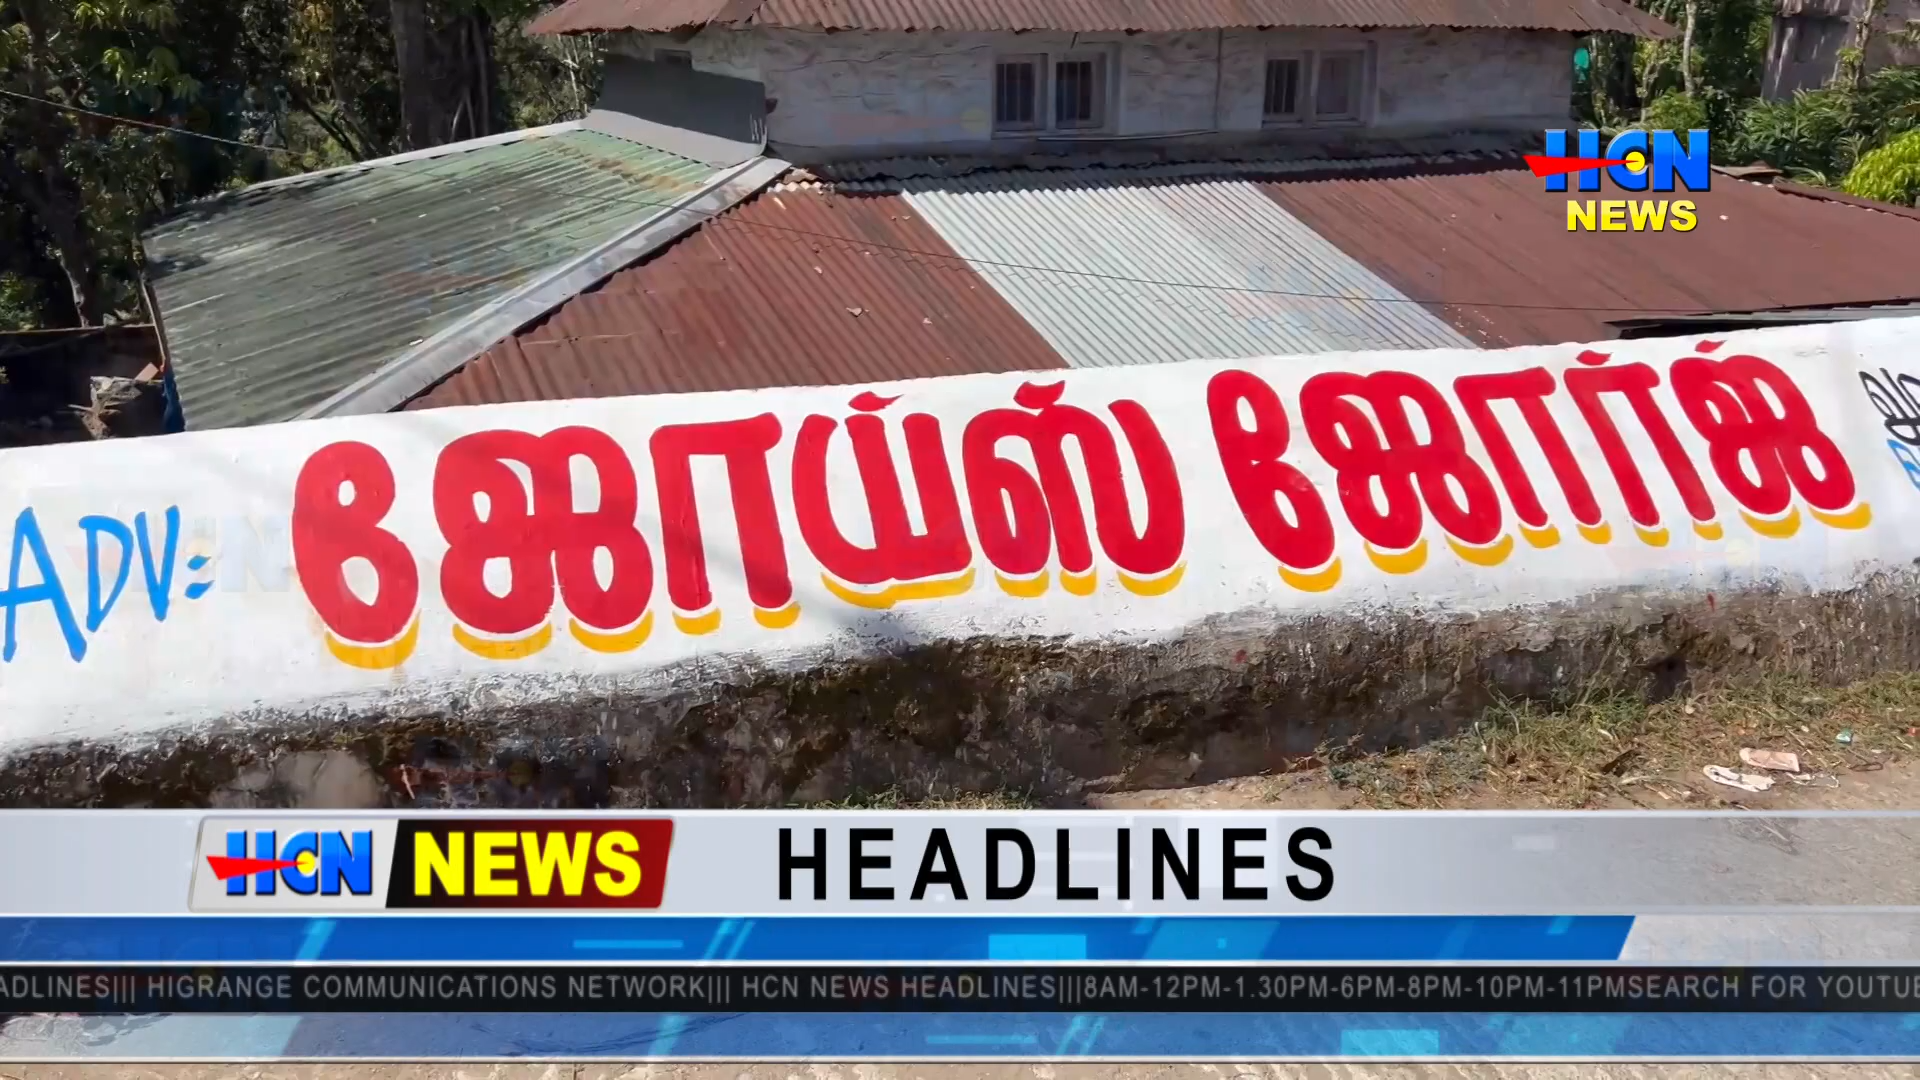 HCN
NEWS
ADV: ஜோய்ஸ் ஜோர்ஜ்
HCN NEWS HEADLINES
ADLINES||| HIGRANGE COMMUNICATIONS NETWORK||| HCN NEWS HEADLINES|||8AM-12PM-1.30PM-6PM-8PM-10PM-11PMSEARCH FOR YOUTUBE